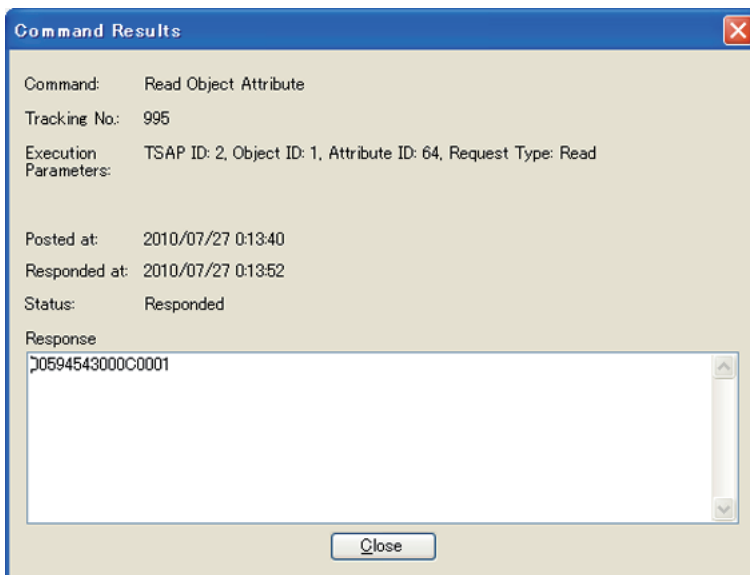 Command Results
Command: Read Object Attribute
Tracking No.: 995
Execution Parameters: TSAP ID: 2, Object ID: 1, Attribute ID: 64, Request Type: Read
Posted at: 2010/07/27 0:13:40
Responded at: 2010/07/27 0:13:52
Status: Responded
Response
00594543000C0001
Close